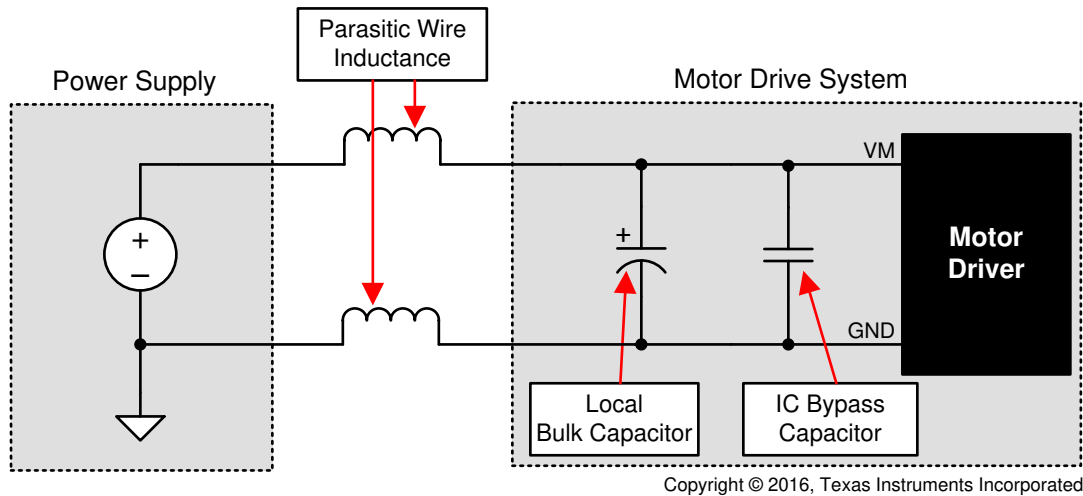 Parasitic Wire
Inductance
Power Supply
Motor Drive System
VM
+
–
+
Motor
Driver
GND
Local
Bulk Capacitor
IC Bypass
Capacitor
Copyright © 2016, Texas Instruments Incorporated